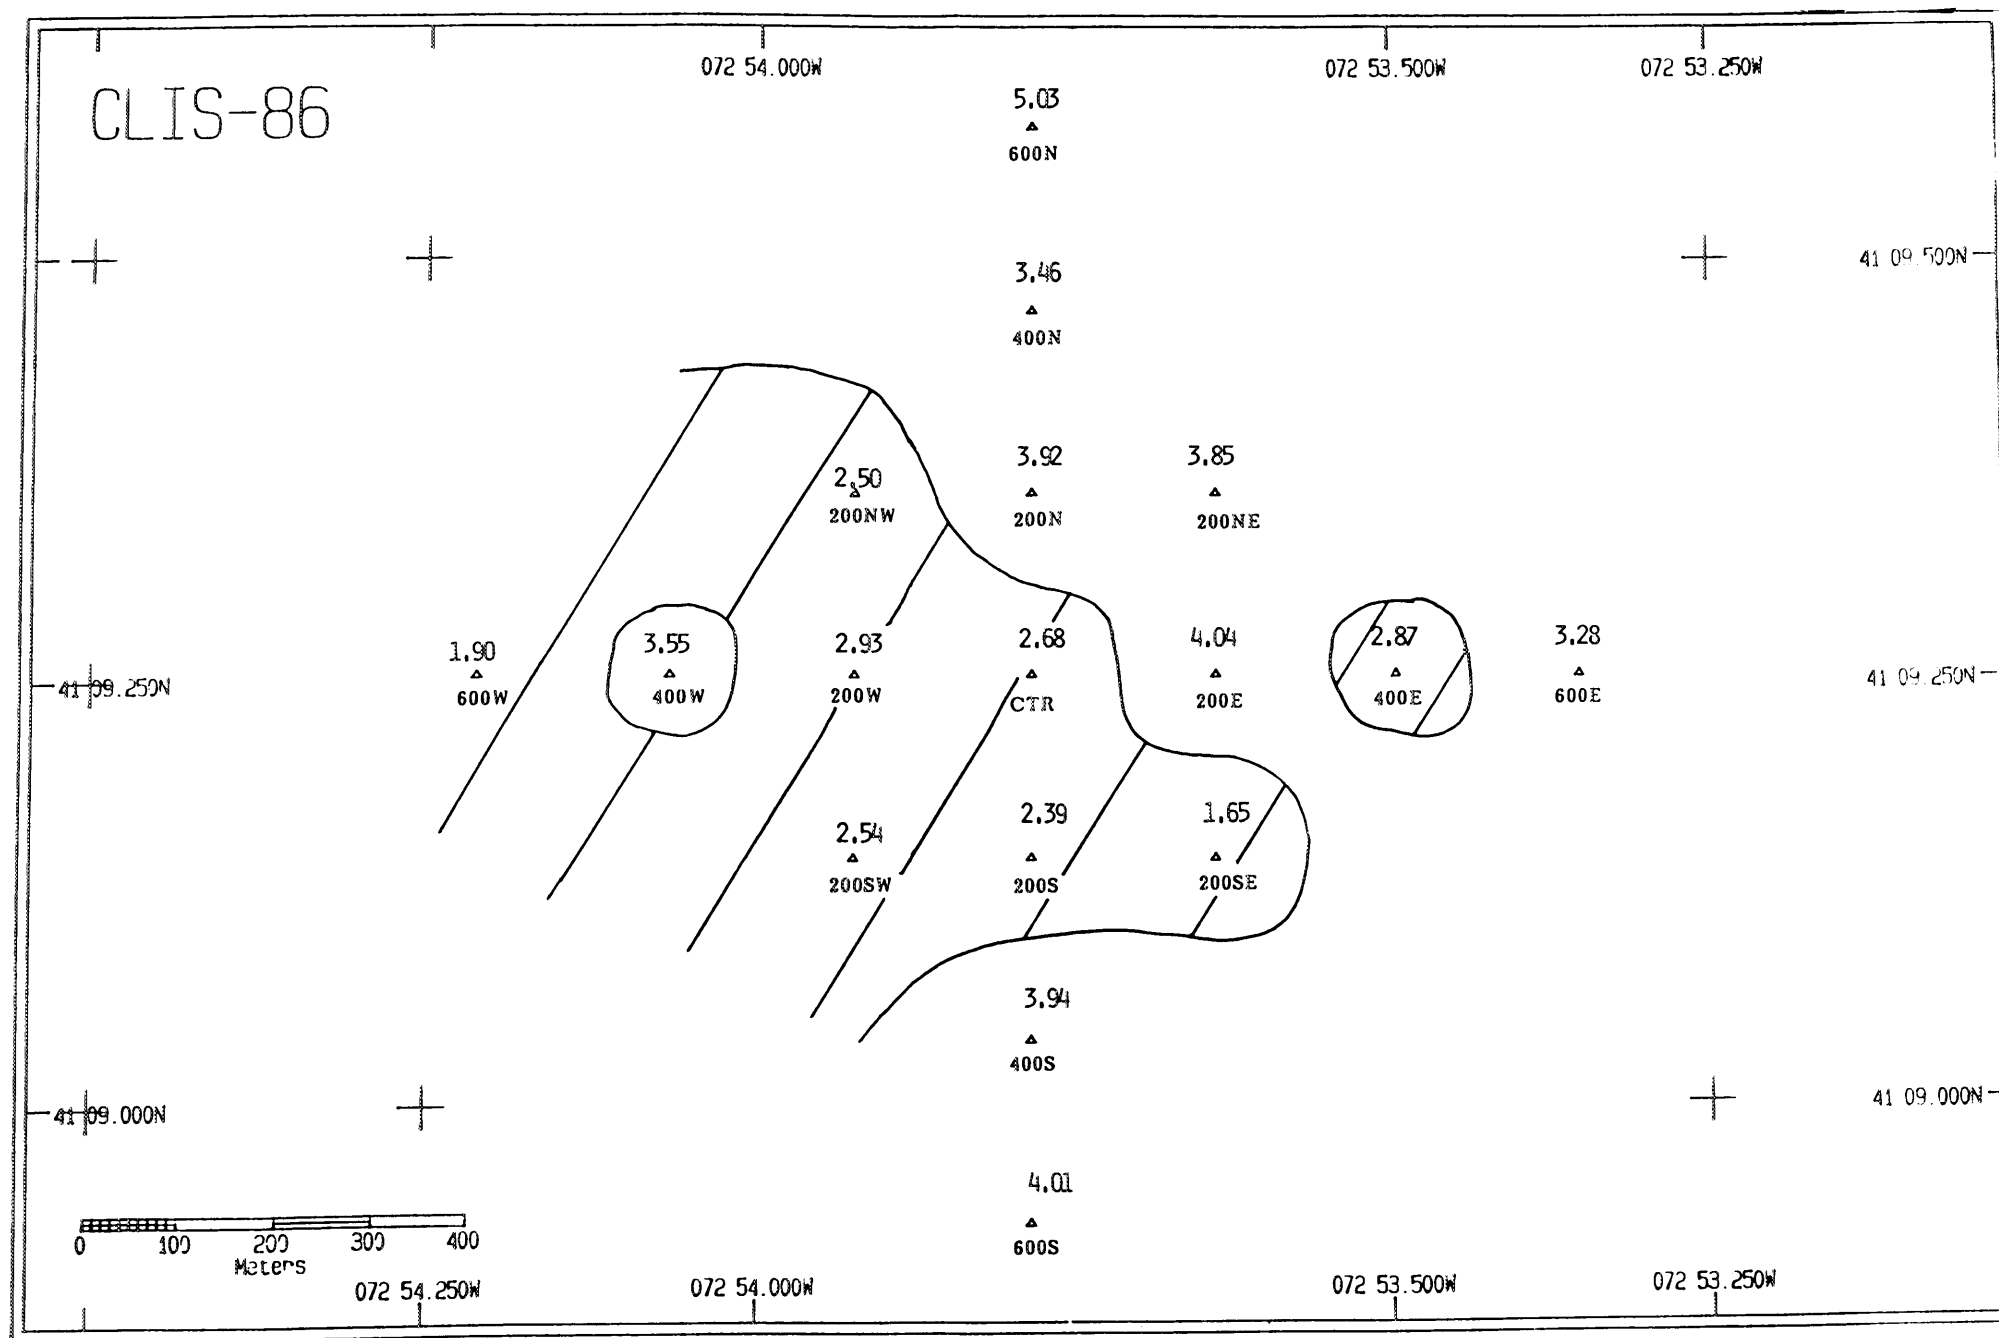 072 54.000W 072 53.500W 072 53.250W
CLIS-86
5.03
600N
3.46
41 09.500N
400N
3.92 3.85
2.50
200NW 200N 200NE
1.90 3.55 2.93 2.68 4.04 2.87 3.28
41 09.250N 600W 400W 200W CTR 200E 400E 600E 41 09.250N
2.54 2.39 1.65
200SW 200S 200SE
3.94
400S
41 09.000N 41 09.000N
4.01
600S
0 100 200 300 400
Meters
072 54.250W 072 54.000W 072 53.500W 072 53.250W